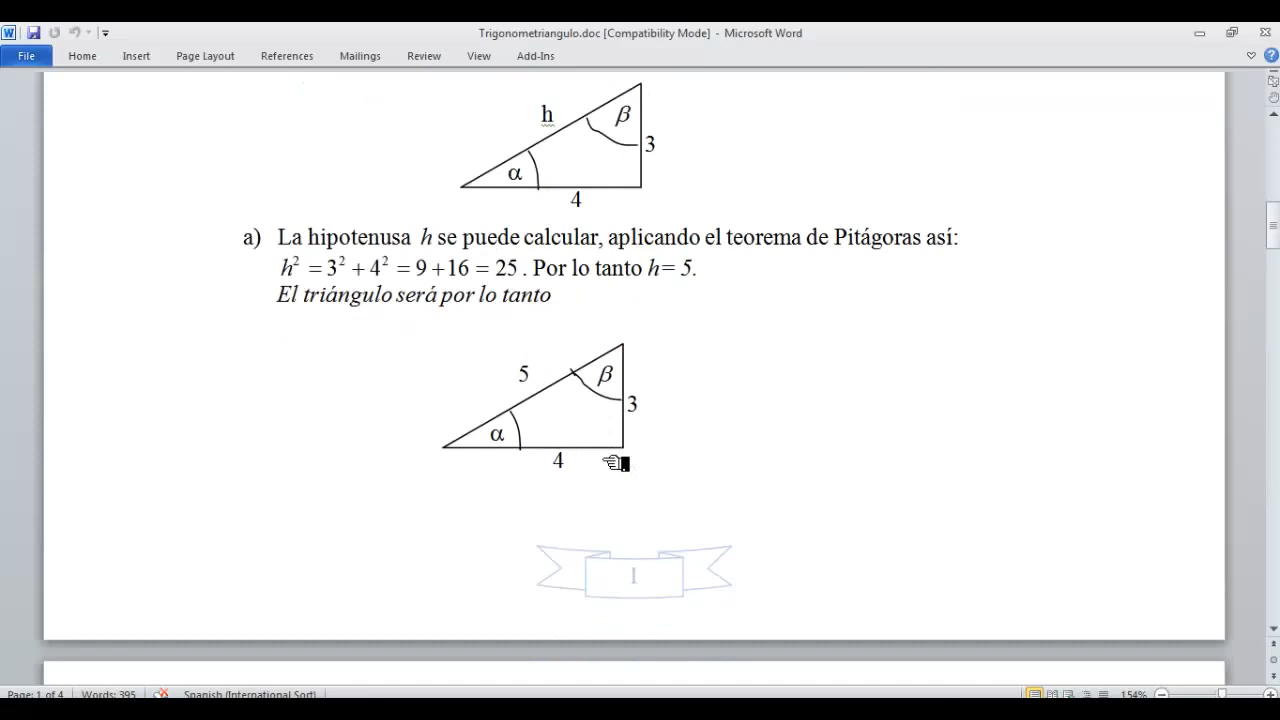 Trigonometriangulo.doc [Compatibility Mode] - Microsoft Word
File Home Insert Page Layout References Mailings Review View Add-Ins
h
β
3
α
4
a) La hipotenusa h se puede calcular, aplicando el teorema de Pitágoras así:
h² = 3² + 4² = 9 + 16 = 25 . Por lo tanto h = 5.
El triángulo será por lo tanto
5
β
3
α
4
1
Page: 1 of 4 Words: 395 Spanish (International Sort) 154%